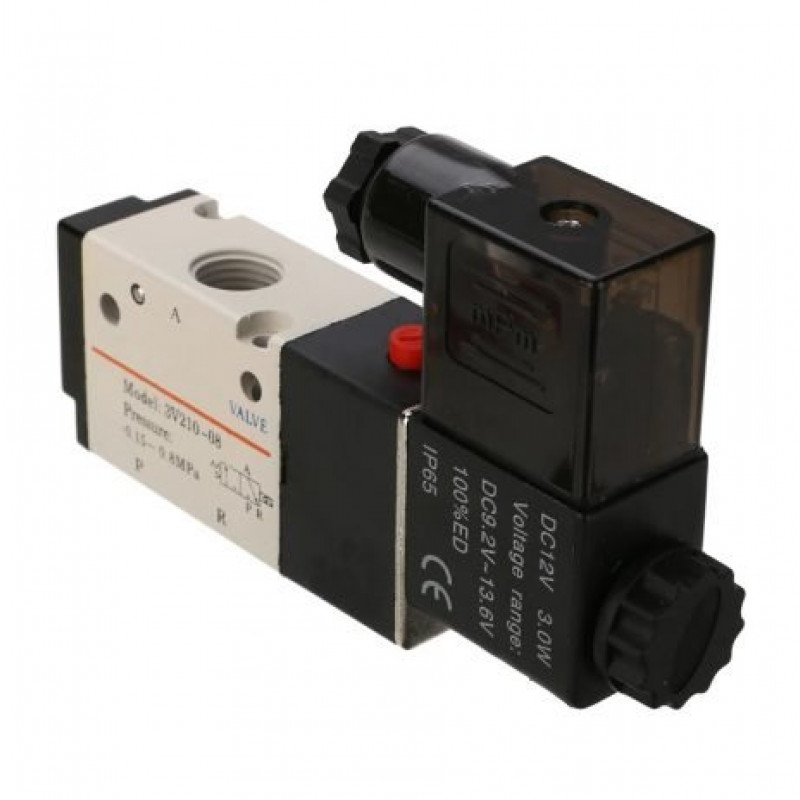 A
VALVE
Model: 3V210-08
Pressure:
0.15~0.8MPa
A
P R
P
R
DC12V 3.0W
Voltage range:
DC9.2V~13.6V
100%ED
IP65
CE